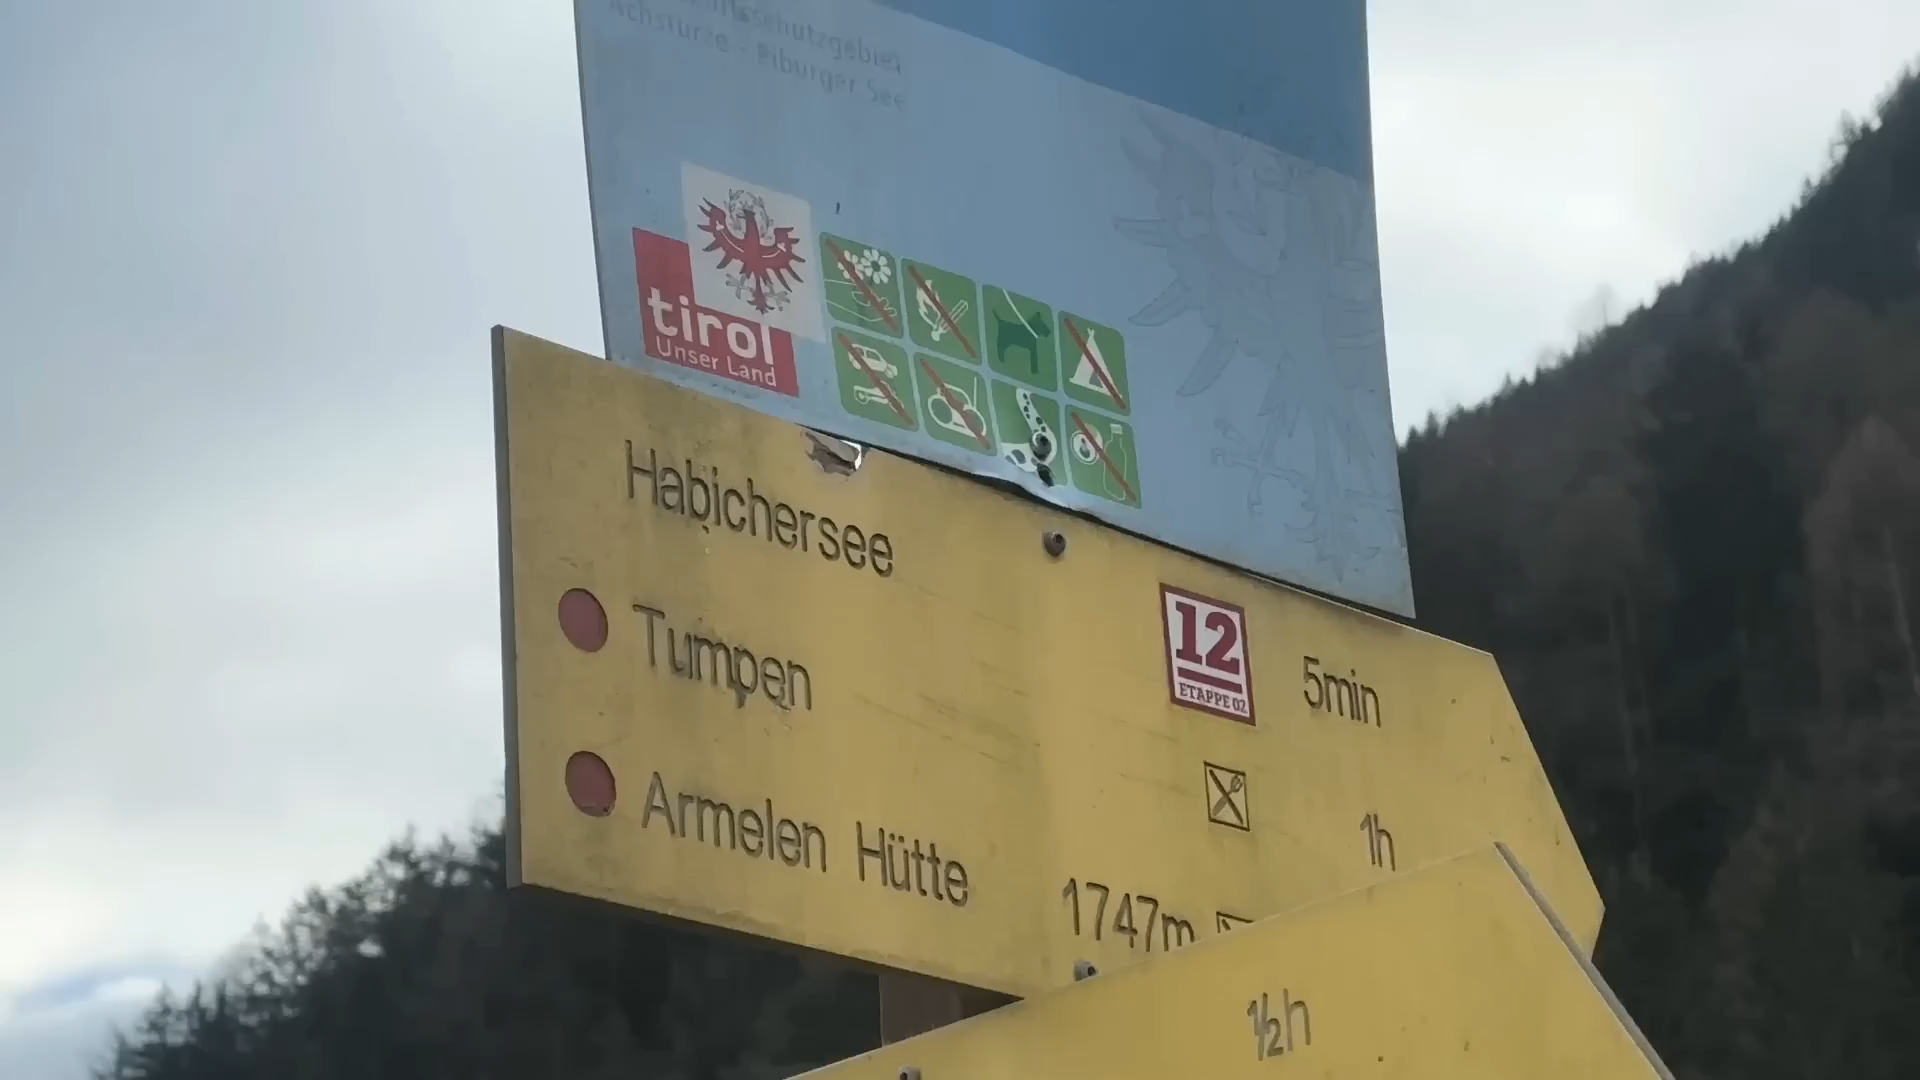 schutzgebiet
Achstürze - Piburger See
tirol
Unser Land
Habichersee
12
ETAPPE 02
5min
Tumpen
1h
Armelen Hütte 1747m
½h